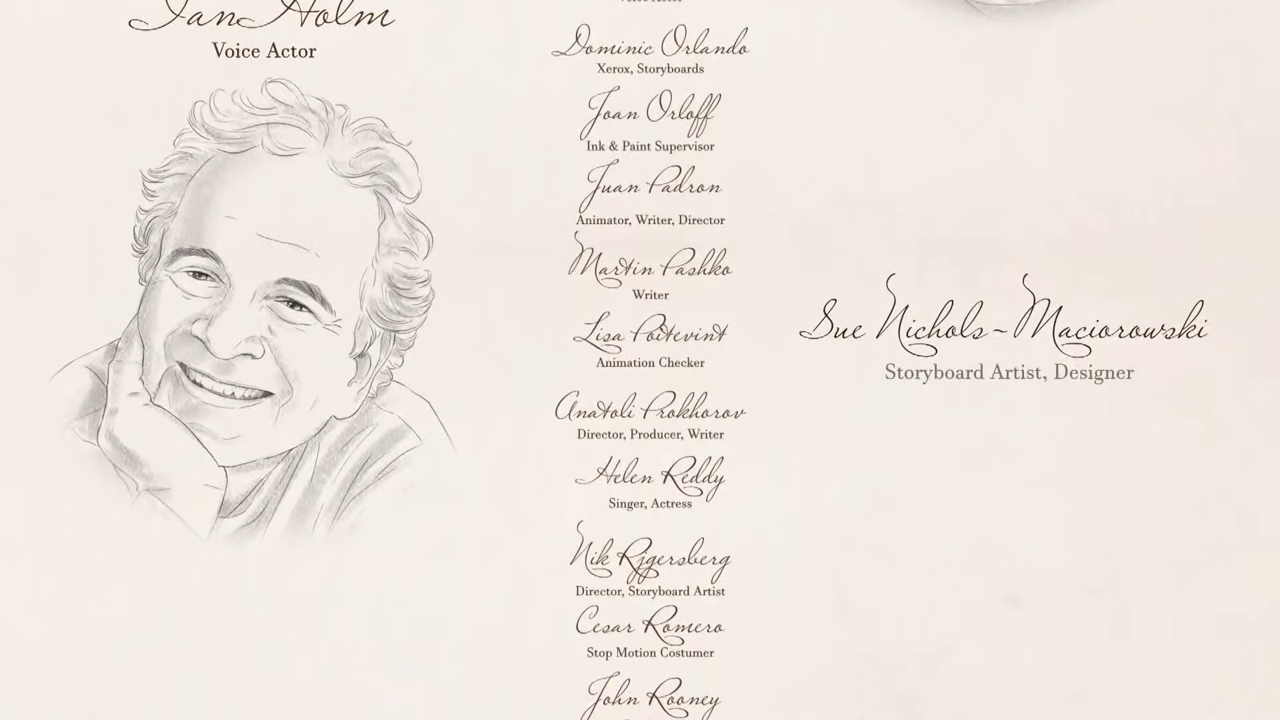 Ian Holm
Voice Actor
Dominic Orlando
Xerox, Storyboards
Joan Orloff
Ink & Paint Supervisor
Juan Padron
Animator, Writer, Director
Martin Pashko
Writer
Lisa Poitevint
Animation Checker
Anatoli Prokhorov
Director, Producer, Writer
Helen Reddy
Singer, Actress
Nik Rjgersberg
Director, Storyboard Artist
Cesar Romero
Stop Motion Costumer
John Rooney
Sue Nichols~Maciorowski
Storyboard Artist, Designer